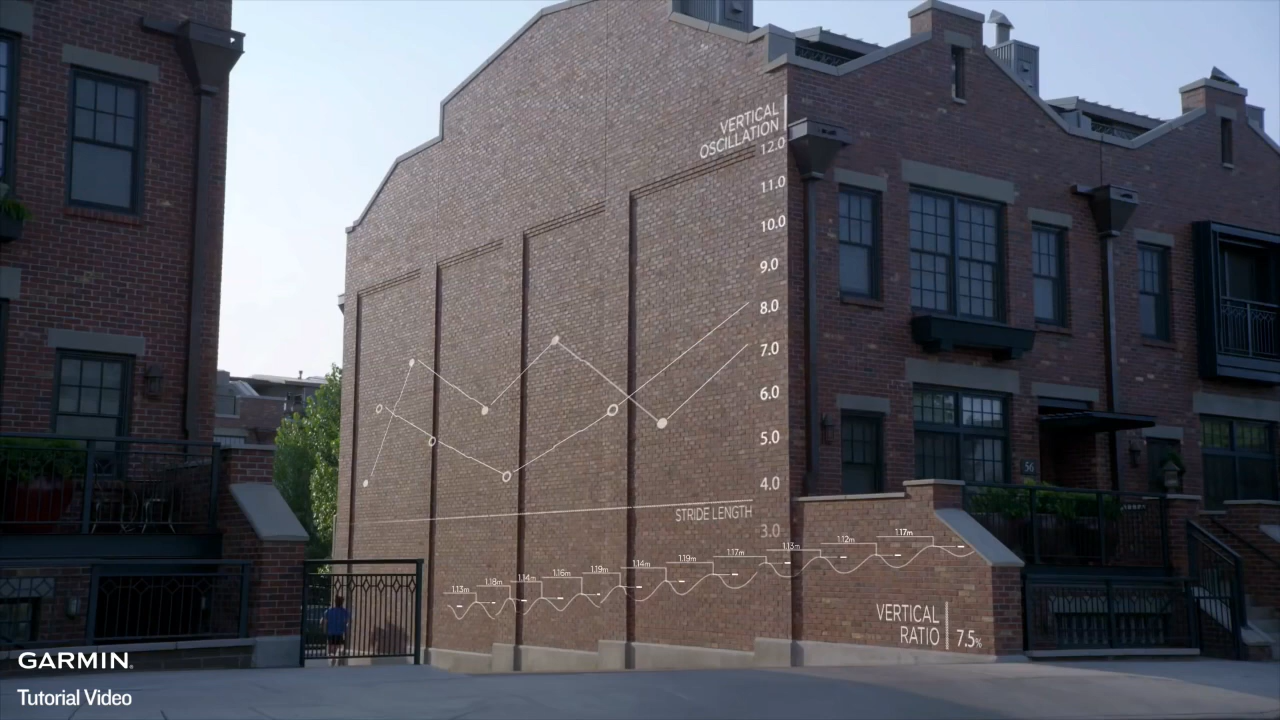 VERTICAL
OSCILLATION
12.0
11.0
10.0
9.0
8.0
7.0
6.0
5.0
4.0
3.0
STRIDE LENGTH
1.13m 1.18m 1.14m 1.16m 1.19m 1.14m 1.19m 1.17m 1.13m 1.12m 1.17m
56
VERTICAL
RATIO 7.5%
GARMIN
Tutorial Video